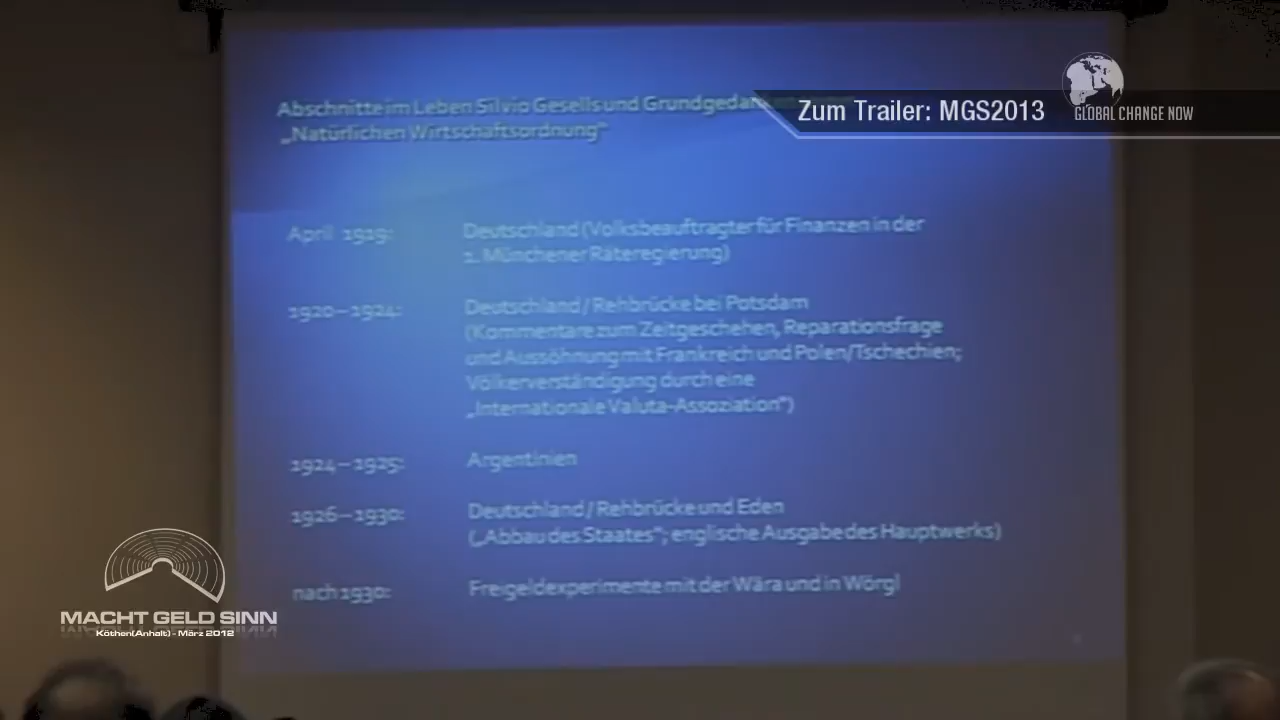 Abschnitte im Leben Silvio Gesells und
„Natürlichen Wirtschaftsordnung"
Zum Trailer: MGS2013
GLOBAL CHANGE NOW
April 1919:
Deutschland (Volksbeauftragter für Finanzen in der
1. Münchener Räteregierung)
1920 – 1924:
Deutschland / Rehbrücke bei Potsdam
(Kommentare zum Zeitgeschehen, Reparationsfrage
und Aussöhnung mit Frankreich und Polen/Tschechien;
Völkerverständigung durch eine
„Internationale Valuta-Assoziation")
1924 – 1925:
Argentinien
1926 – 1930:
Deutschland / Rehbrücke und Eden
(„Abbau des Staates"; englische Ausgabe des Hauptwerks)
nach 1930:
Freigeldexperimente mit der Wära und in Wörgl
MACHT GELD SINN
Köthen(Anhalt) - März 2012